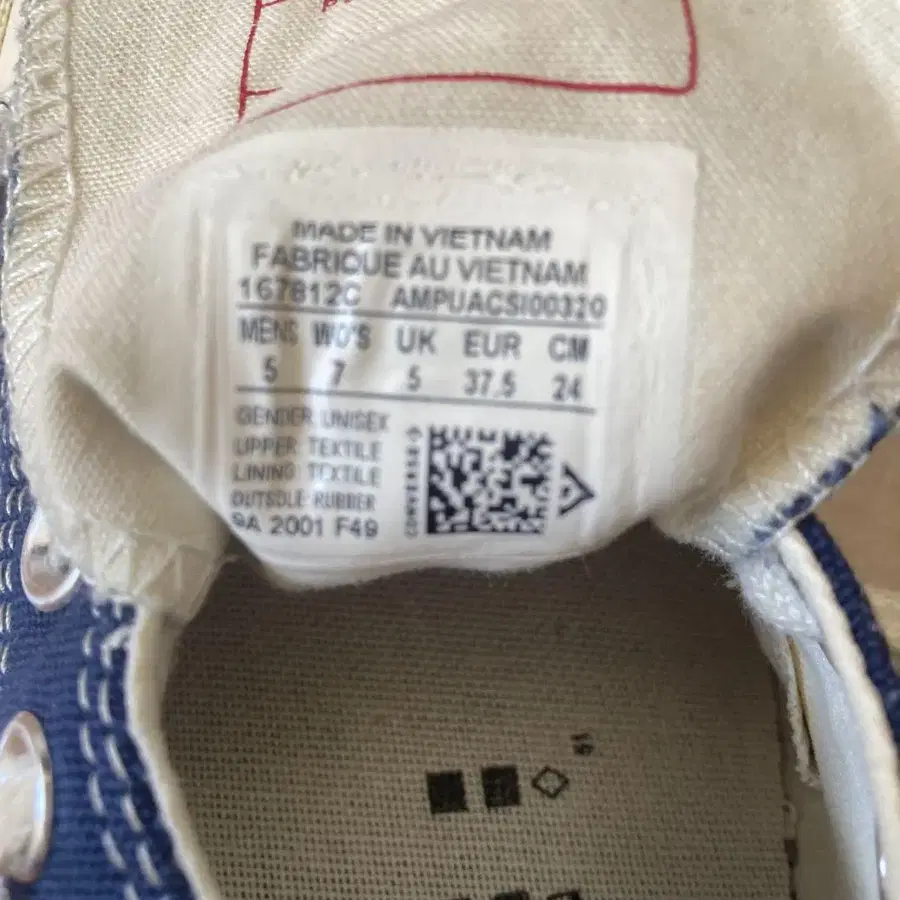 MADE IN VIETNAM
FABRIQUE AU VIETNAM
167812C AMPUACSI00320
MENS WO'S UK EUR CM
5 7 5 37.5 24
GENDER UNISEX
UPPER TEXTILE
LINING TEXTILE
OUTSOLE RUBBER
9A 2001 F49
CONVERSE
51